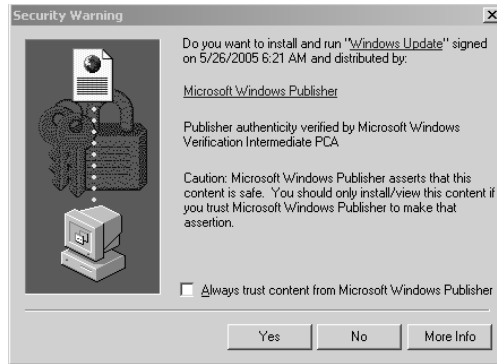 Security Warning
Do you want to install and run "Windows Update" signed
on 5/26/2005 6:21 AM and distributed by:
Microsoft Windows Publisher
Publisher authenticity verified by Microsoft Windows
Verification Intermediate PCA
Caution: Microsoft Windows Publisher asserts that this
content is safe. You should only install/view this content if
you trust Microsoft Windows Publisher to make that
assertion.
Always trust content from Microsoft Windows Publisher
Yes
No
More Info